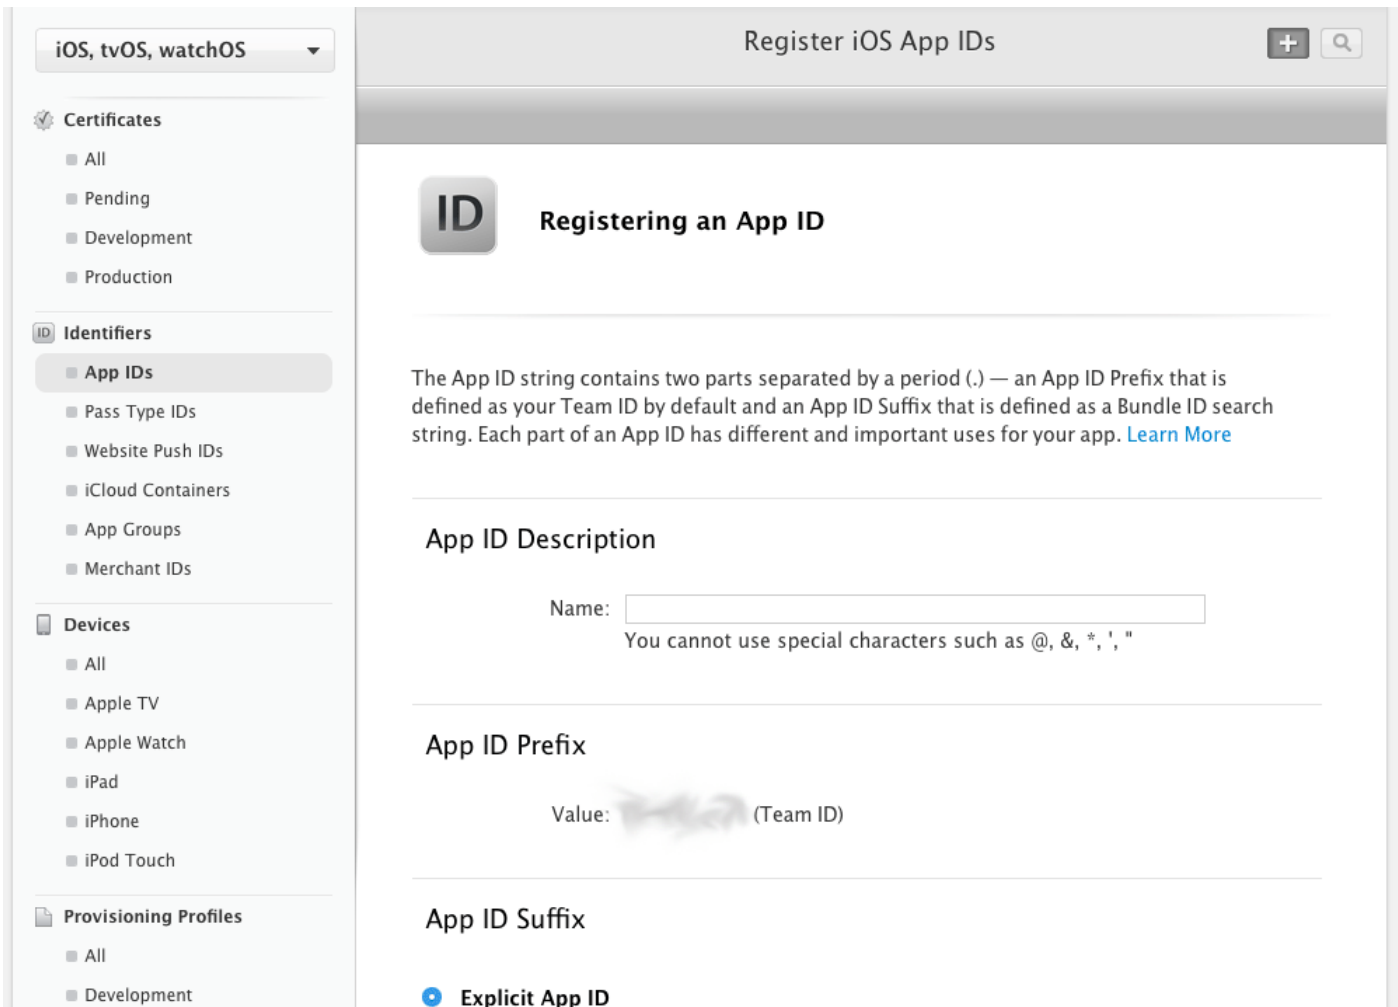 iOS, tvOS, watchOS
Certificates
All
Pending
Development
Production
ID Identifiers
App IDs
Pass Type IDs
Website Push IDs
iCloud Containers
App Groups
Merchant IDs
Devices
All
Apple TV
Apple Watch
iPad
iPhone
iPod Touch
Provisioning Profiles
All
Development
Register iOS App IDs
ID
Registering an App ID
The App ID string contains two parts separated by a period (.) — an App ID Prefix that is
defined as your Team ID by default and an App ID Suffix that is defined as a Bundle ID search
string. Each part of an App ID has different and important uses for your app. Learn More
App ID Description
Name:
You cannot use special characters such as @, &, *, ', "
App ID Prefix
Value: (Team ID)
App ID Suffix
Explicit App ID